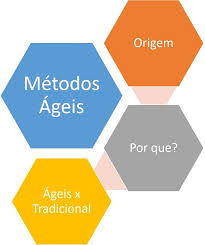 Origem
Métodos
Ágeis
Por que?
Ágeis x
Tradicional